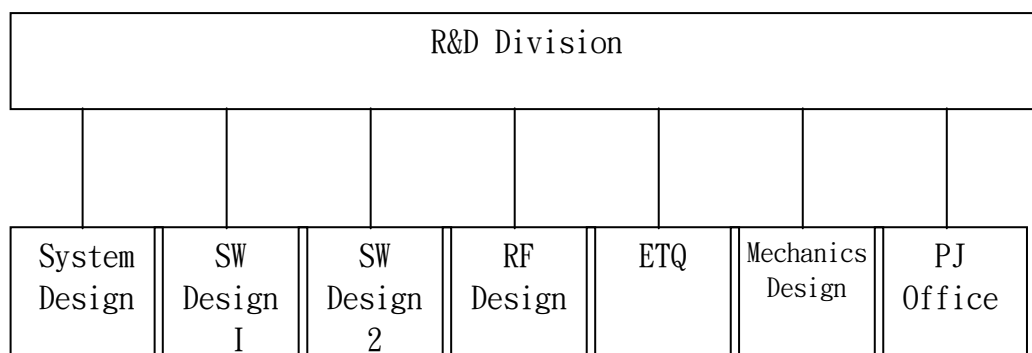 R&D Division
System
Design
SW
Design
I
SW
Design
2
RF
Design
ETQ
Mechanics
Design
PJ
Office